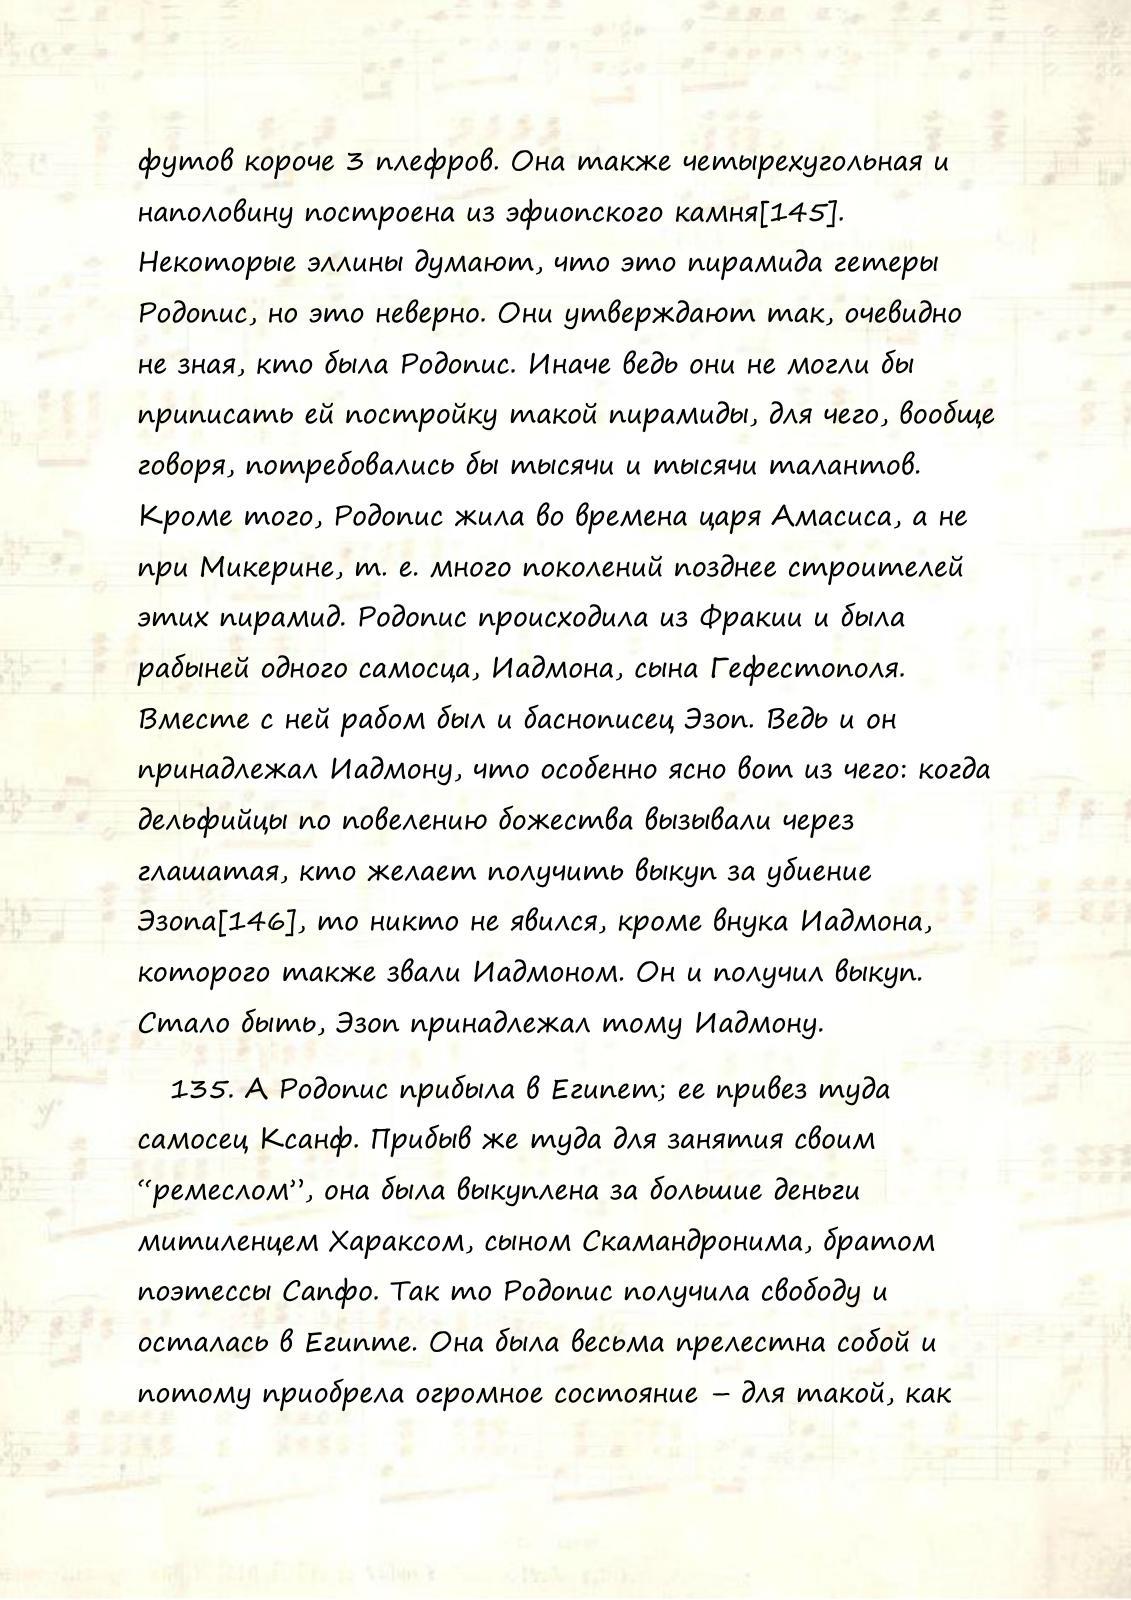 футов короче 3 плефров. Она также четырехугольная и
наполовину построена из эфиопского камня[145].
Некоторые эллины думают, что это пирамида гетеры
Родопис, но это неверно. Они утверждают так, очевидно
не зная, кто была Родопис. Иначе ведь они не могли бы
приписать ей постройку такой пирамиды, для чего, вообще
говоря, потребовались бы тысячи и тысячи талантов.
Кроме того, Родопис жила во времена царя Амасиса, а не
при Микерине, т. е. много поколений позднее строителей
этих пирамид. Родопис происходила из Фракии и была
рабыней одного самосца, Иадмона, сына Гефестополя.
Вместе с ней рабом был и баснописец Эзоп. Ведь и он
принадлежал Иадмону, что особенно ясно вот из чего: когда
дельфийцы по повелению божества вызывали через
глашатая, кто желает получить выкуп за убиение
Эзопа[146], то никто не явился, кроме внука Иадмона,
которого также звали Иадмоном. Он и получил выкуп.
Стало быть, Эзоп принадлежал тому Иадмону.
135. А Родопис прибыла в Египет; ее привез туда
самосец Ксанф. Прибыв же туда для занятия своим
“ремеслом”, она была выкуплена за большие деньги
митиленцем Хараксом, сыном Скамандронима, братом
поэтессы Сапфо. Так то Родопис получила свободу и
осталась в Египте. Она была весьма прелестна собой и
потому приобрела огромное состояние – для такой, как